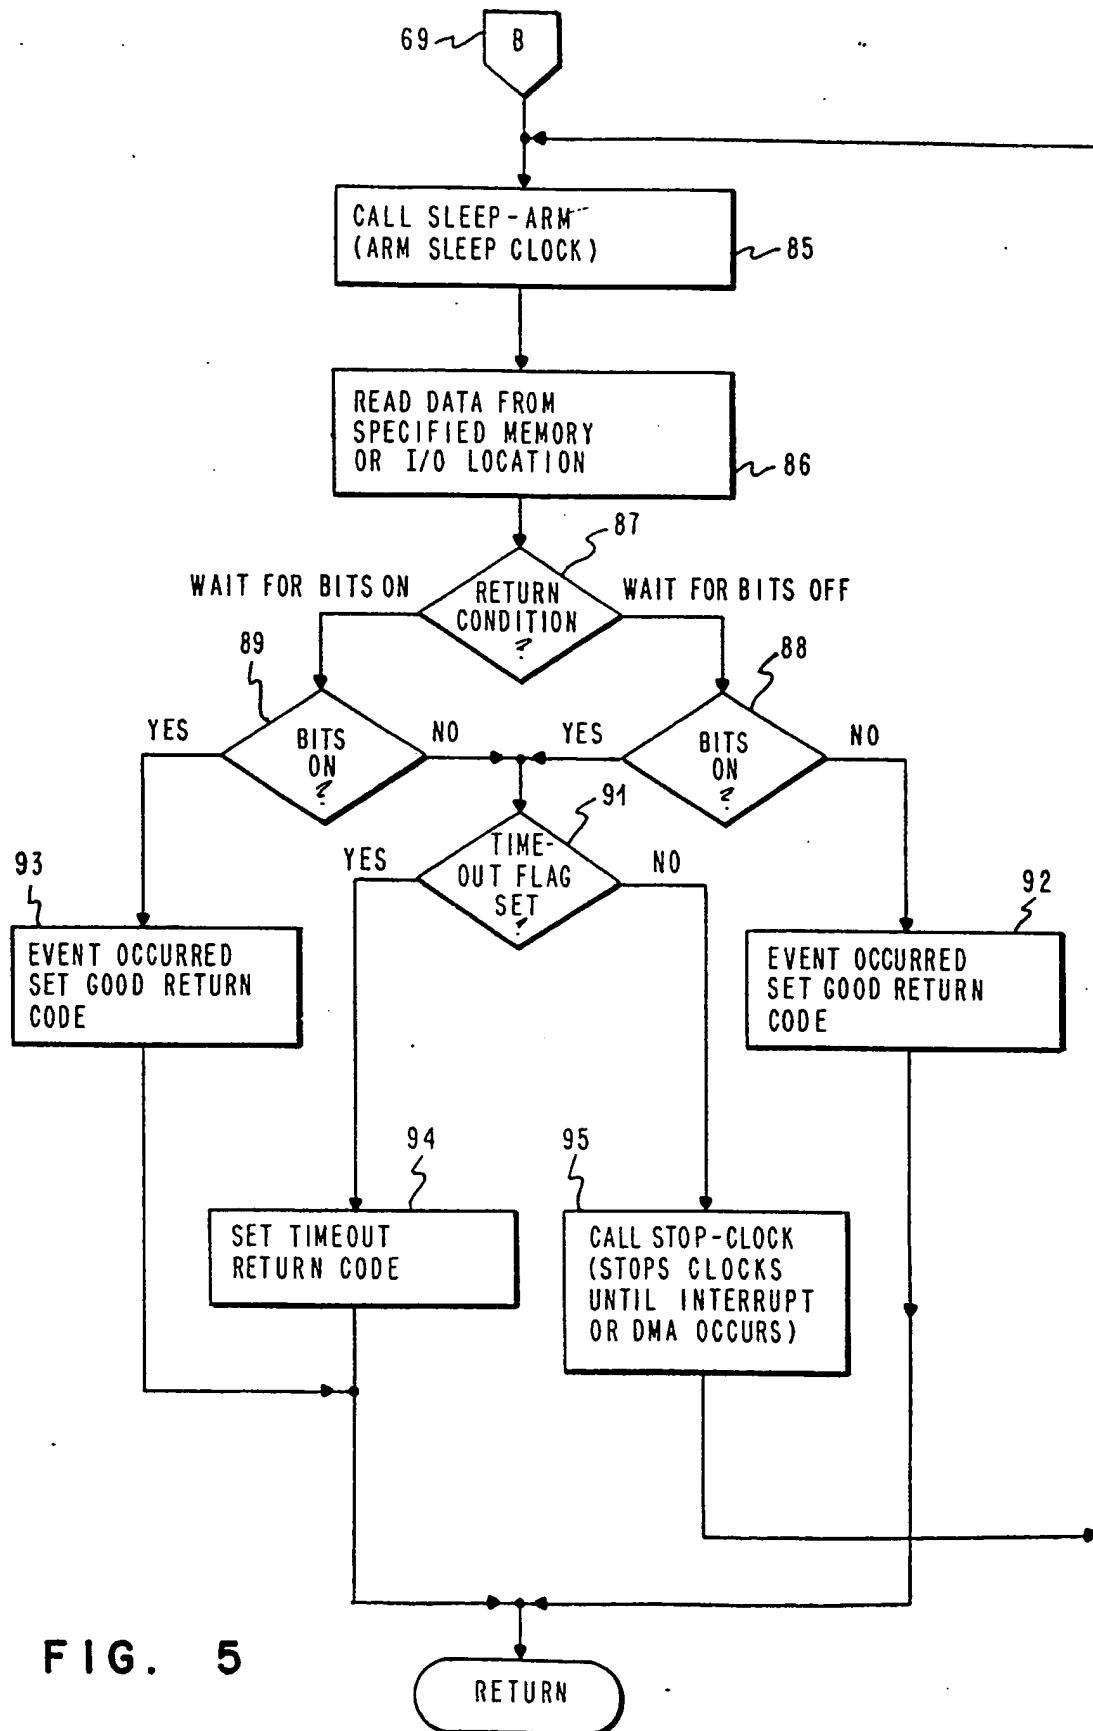 69
B
CALL SLEEP-ARM
(ARM SLEEP CLOCK)
85
READ DATA FROM
SPECIFIED MEMORY
OR I/O LOCATION
86
87
WAIT FOR BITS ON
RETURN
CONDITION
?
WAIT FOR BITS OFF
89
88
YES
BITS
ON
?
NO
YES
BITS
ON
?
NO
91
YES
TIME-
OUT FLAG
SET
?
NO
93
EVENT OCCURRED
SET GOOD RETURN
CODE
92
EVENT OCCURRED
SET GOOD RETURN
CODE
94
SET TIMEOUT
RETURN CODE
95
CALL STOP-CLOCK
(STOPS CLOCKS
UNTIL INTERRUPT
OR DMA OCCURS)
FIG. 5
RETURN